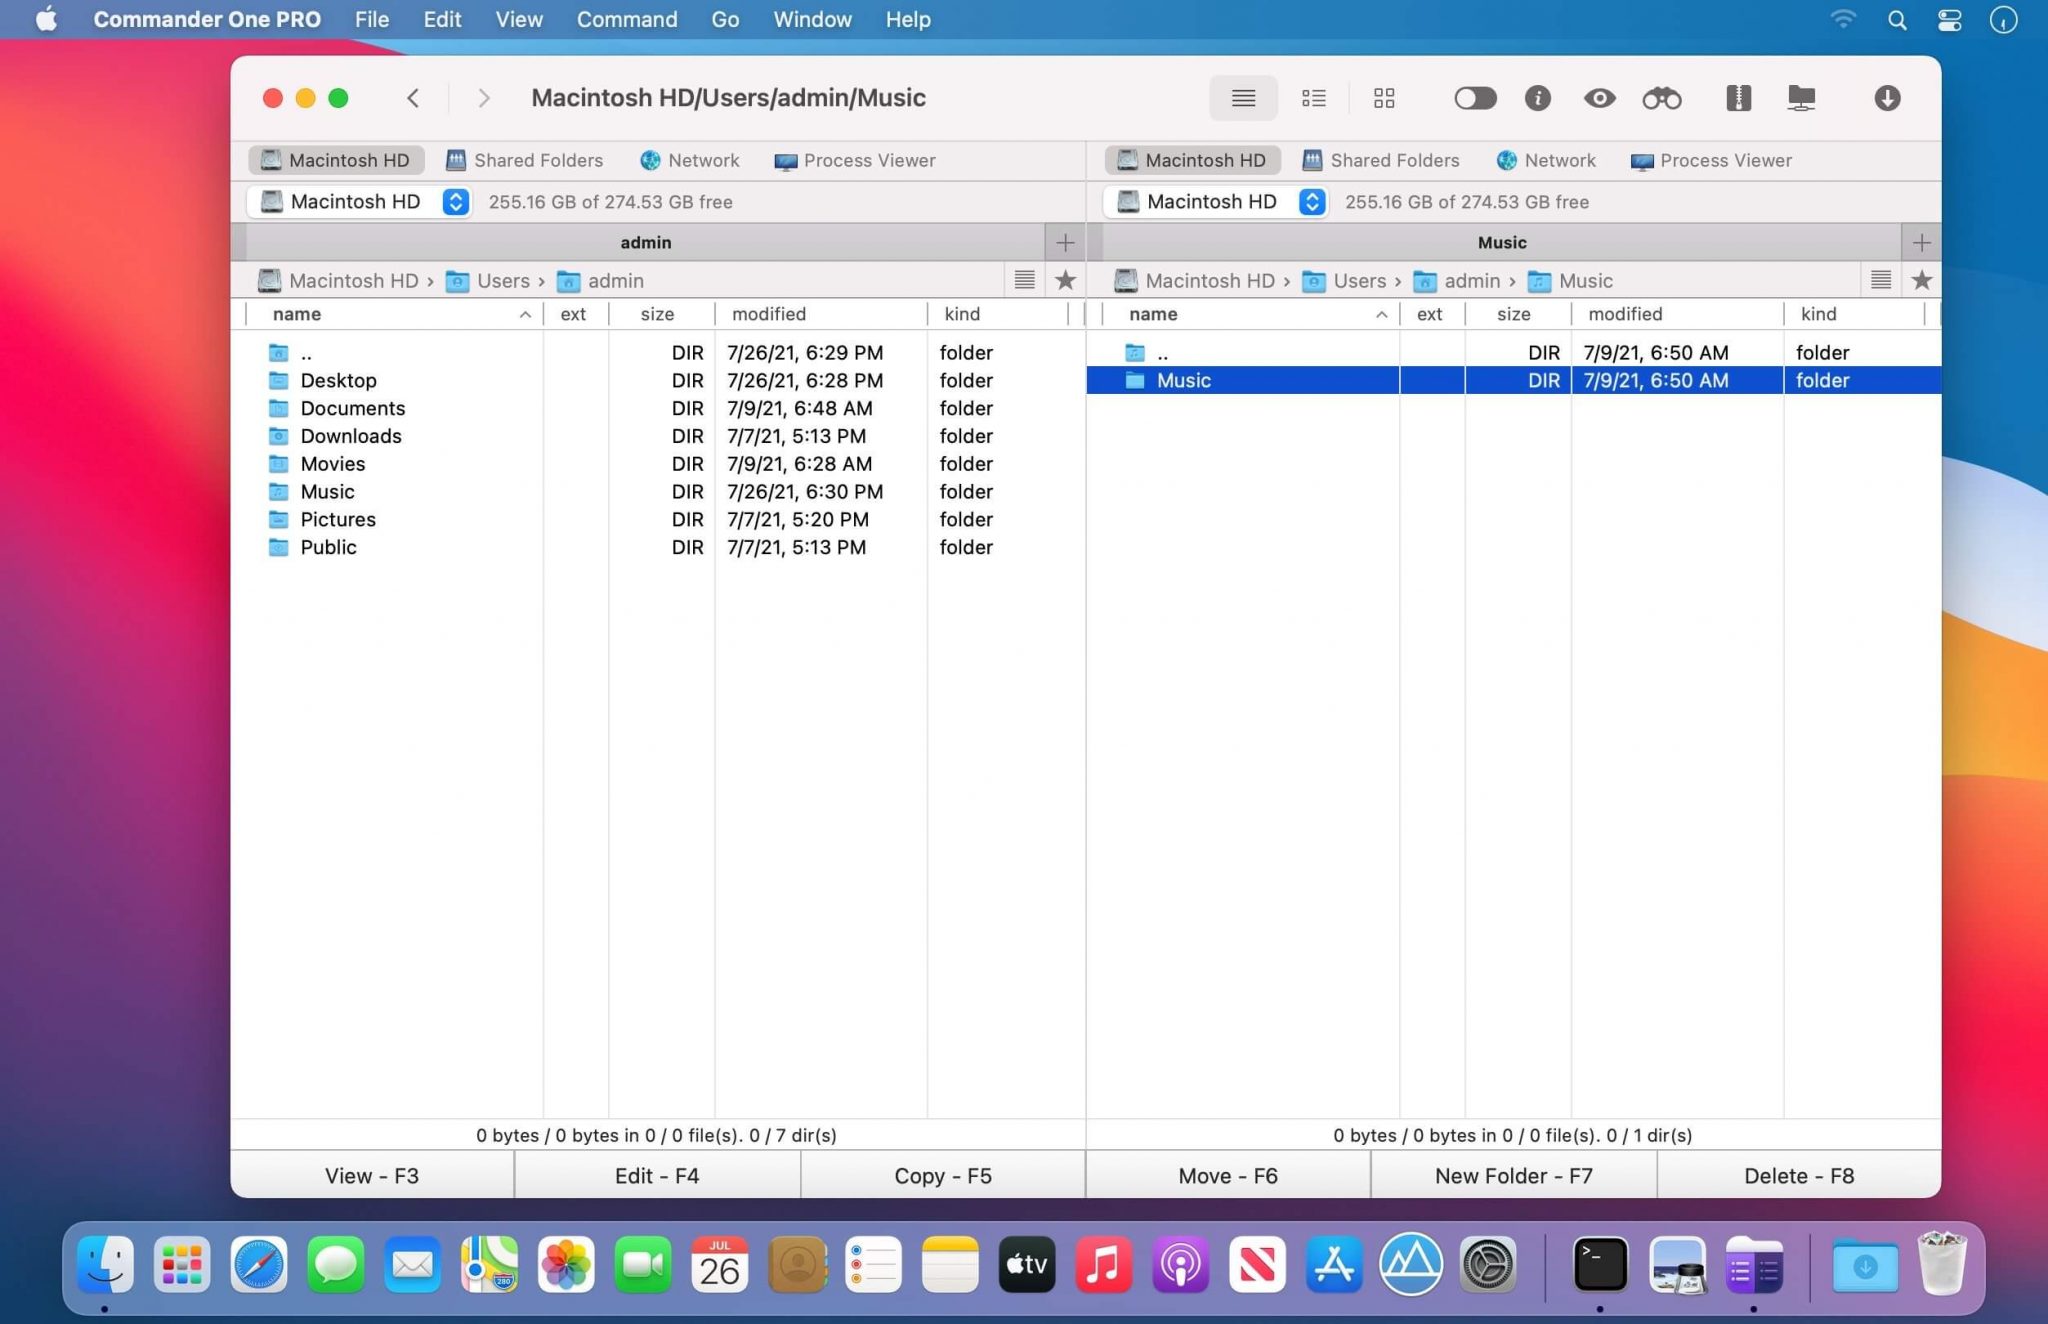 Commander One PRO File Edit View Command Go Window Help
Macintosh HD/Users/admin/Music
Macintosh HD Shared Folders Network Process Viewer
Macintosh HD 255.16 GB of 274.53 GB free
admin
Macintosh HD › Users › admin
name ext size modified kind
.. DIR 7/26/21, 6:29 PM folder
Desktop DIR 7/26/21, 6:28 PM folder
Documents DIR 7/9/21, 6:48 AM folder
Downloads DIR 7/7/21, 5:13 PM folder
Movies DIR 7/9/21, 6:28 AM folder
Music DIR 7/26/21, 6:30 PM folder
Pictures DIR 7/7/21, 5:20 PM folder
Public DIR 7/7/21, 5:13 PM folder
0 bytes / 0 bytes in 0 / 0 file(s). 0 / 7 dir(s)
Macintosh HD Shared Folders Network Process Viewer
Macintosh HD 255.16 GB of 274.53 GB free
Music
Macintosh HD › Users › admin › Music
name ext size modified kind
.. DIR 7/9/21, 6:50 AM folder
Music DIR 7/9/21, 6:50 AM folder
0 bytes / 0 bytes in 0 / 0 file(s). 0 / 1 dir(s)
View - F3 Edit - F4 Copy - F5 Move - F6 New Folder - F7 Delete - F8
280
JUL
26
tv
>_